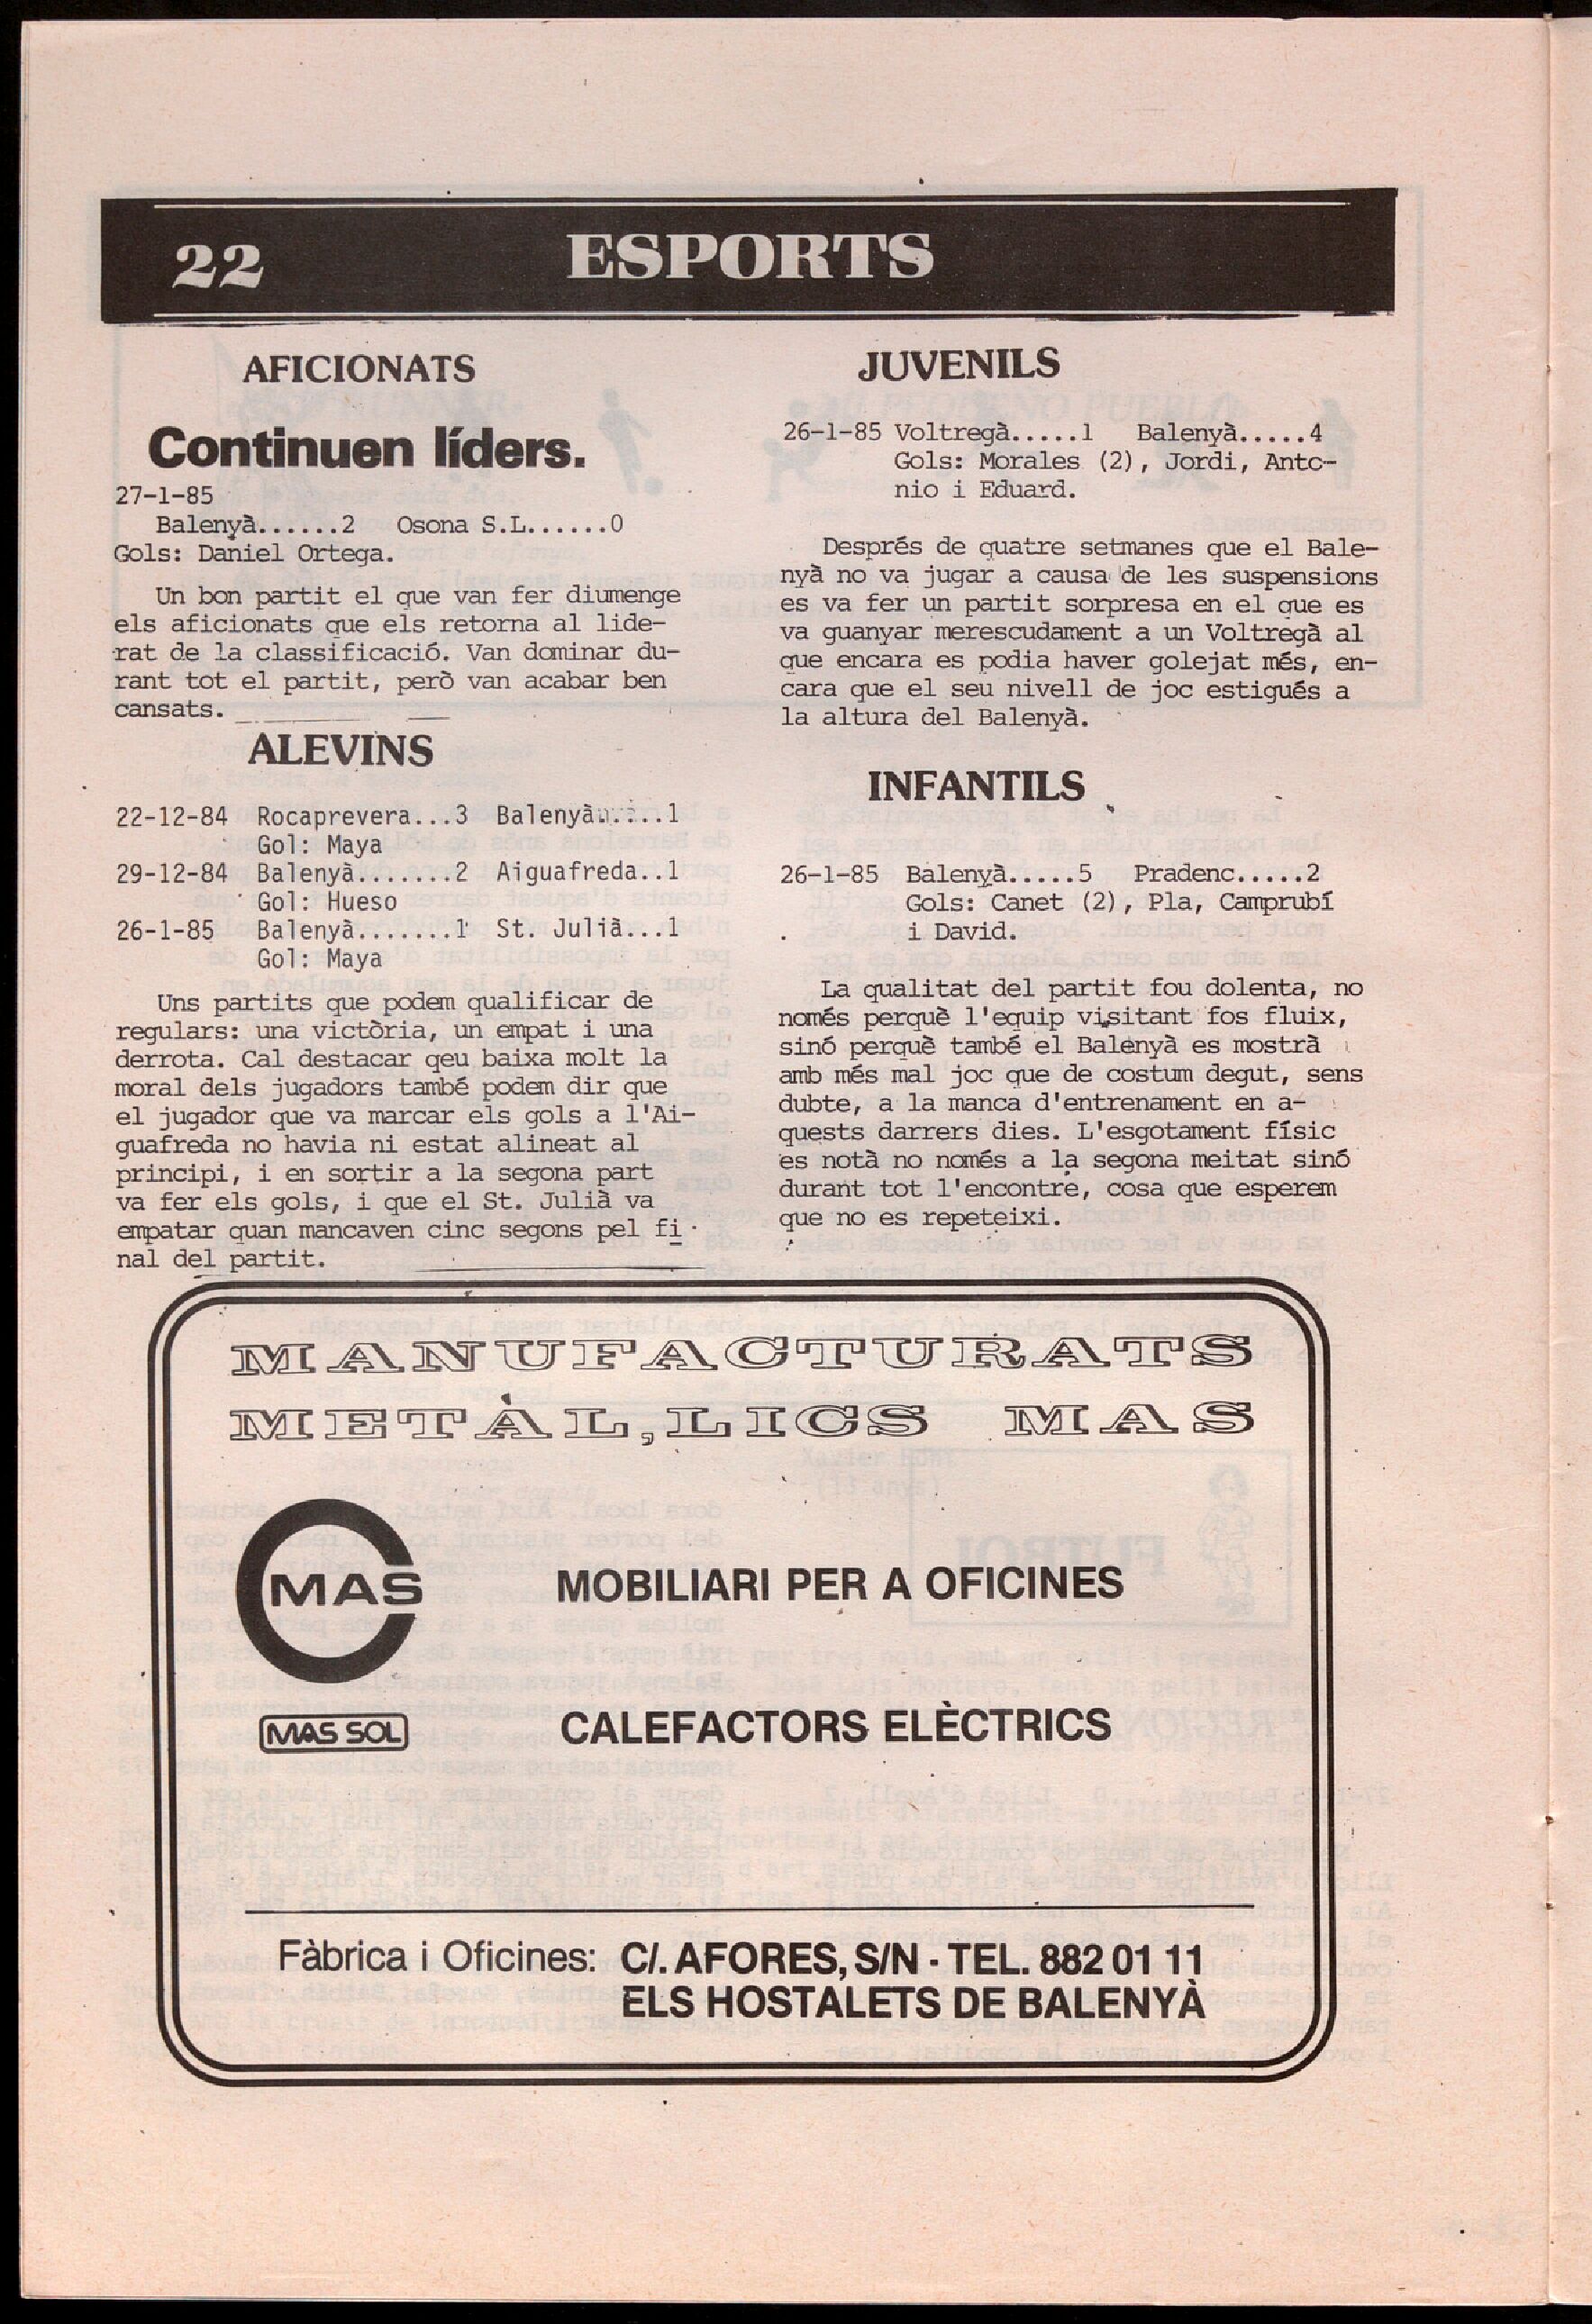 22
ESPORTS
AFICIONATS
Continuen líders.
27-1-85
Balenyà......2 Osona S.L......0
Gols: Daniel Ortega.
Un bon partit el que van fer diumenge
els aficionats que els retorna al lide-
rat de la classificació. Van dominar du-
rant tot el partit, però van acabar ben
cansats.
ALEVINS
22-12-84 Rocaprevera...3 Balenyà......1
Gol: Maya
29-12-84 Balenyà.......2 Aiguafreda..1
Gol: Hueso
26-1-85 Balenyà.......1 St. Julià...1
Gol: Maya
Uns partits que podem qualificar de
regulars: una victòria, un empat i una
derrota. Cal destacar qeu baixa molt la
moral dels jugadors també podem dir que
el jugador que va marcar els gols a l'Ai-
guafreda no havia ni estat alineat al
principi, i en sortir a la segona part
va fer els gols, i que el St. Julià va
empatar quan mancaven cinc segons pel fi
nal del partit.
JUVENILS
26-1-85 Voltregà.....1 Balenyà.....4
Gols: Morales (2), Jordi, Anto-
nio i Eduard.
Després de quatre setmanes que el Bale-
nyà no va jugar a causa de les suspensions
es va fer un partit sorpresa en el que es
va guanyar merescudament a un Voltregà al
que encara es podia haver golejat més, en-
cara que el seu nivell de joc estigués a
la altura del Balenyà.
INFANTILS
26-1-85 Balenyà.....5 Pradenc.....2
Gols: Canet (2), Pla, Camprubí
i David.
La qualitat del partit fou dolenta, no
només perquè l'equip visitant fos fluix,
sinó perquè també el Balenyà es mostrà
amb més mal joc que de costum degut, sens
dubte, a la manca d'entrenament en a-
quests darrers dies. L'esgotament físic
es notà no només a la segona meitat sinó
durant tot l'encontre, cosa que esperem
que no es repeteixi.
MANUFACTURATS
METÀL,LICS MAS
MAS
MOBILIARI PER A OFICINES
MAS SOL
CALEFACTORS ELÈCTRICS
Fàbrica i Oficines: C/. AFORES, S/N - TEL. 882 01 11
ELS HOSTALETS DE BALENYÀ